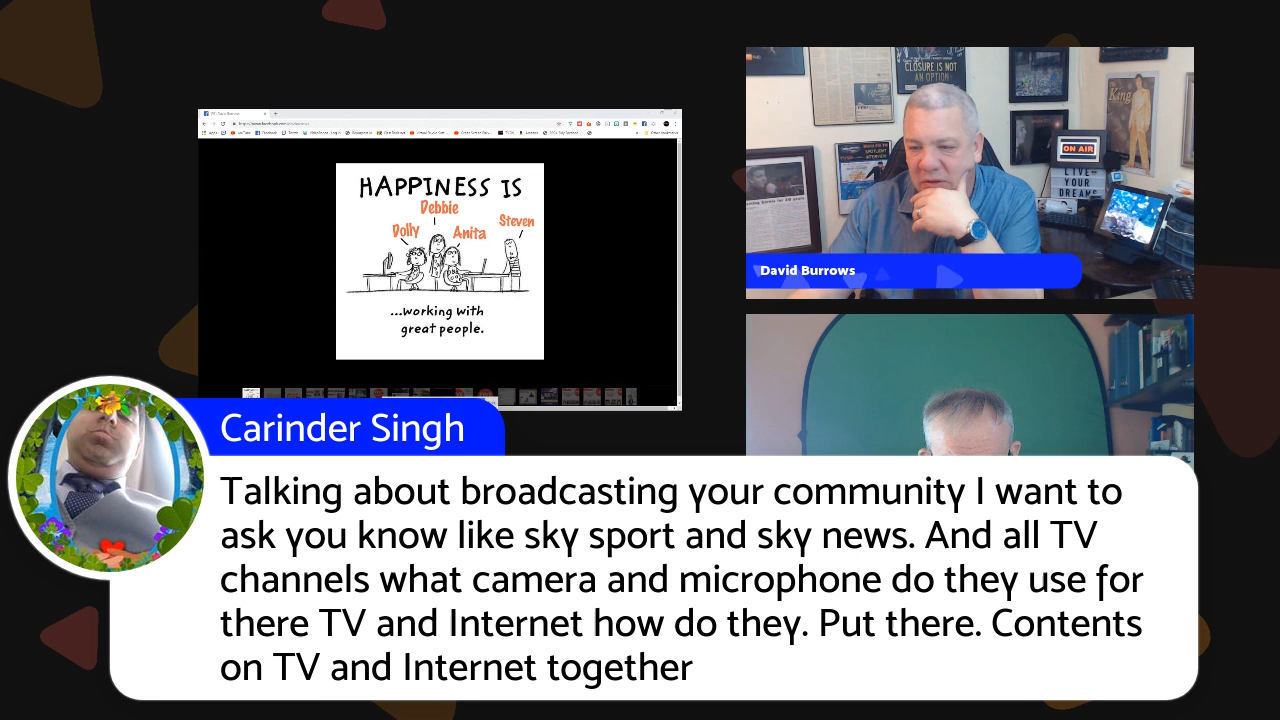 HAPPINESS IS
Debbie
Dolly
Anita
Steven
...working with
great people.
CLOSURE IS NOT
AN OPTION
The King
ON AIR
LIVE
YOUR
DREAMS
David Burrows
Carinder Singh
Talking about broadcasting your community I want to
ask you know like sky sport and sky news. And all TV
channels what camera and microphone do they use for
there TV and Internet how do they. Put there. Contents
on TV and Internet together